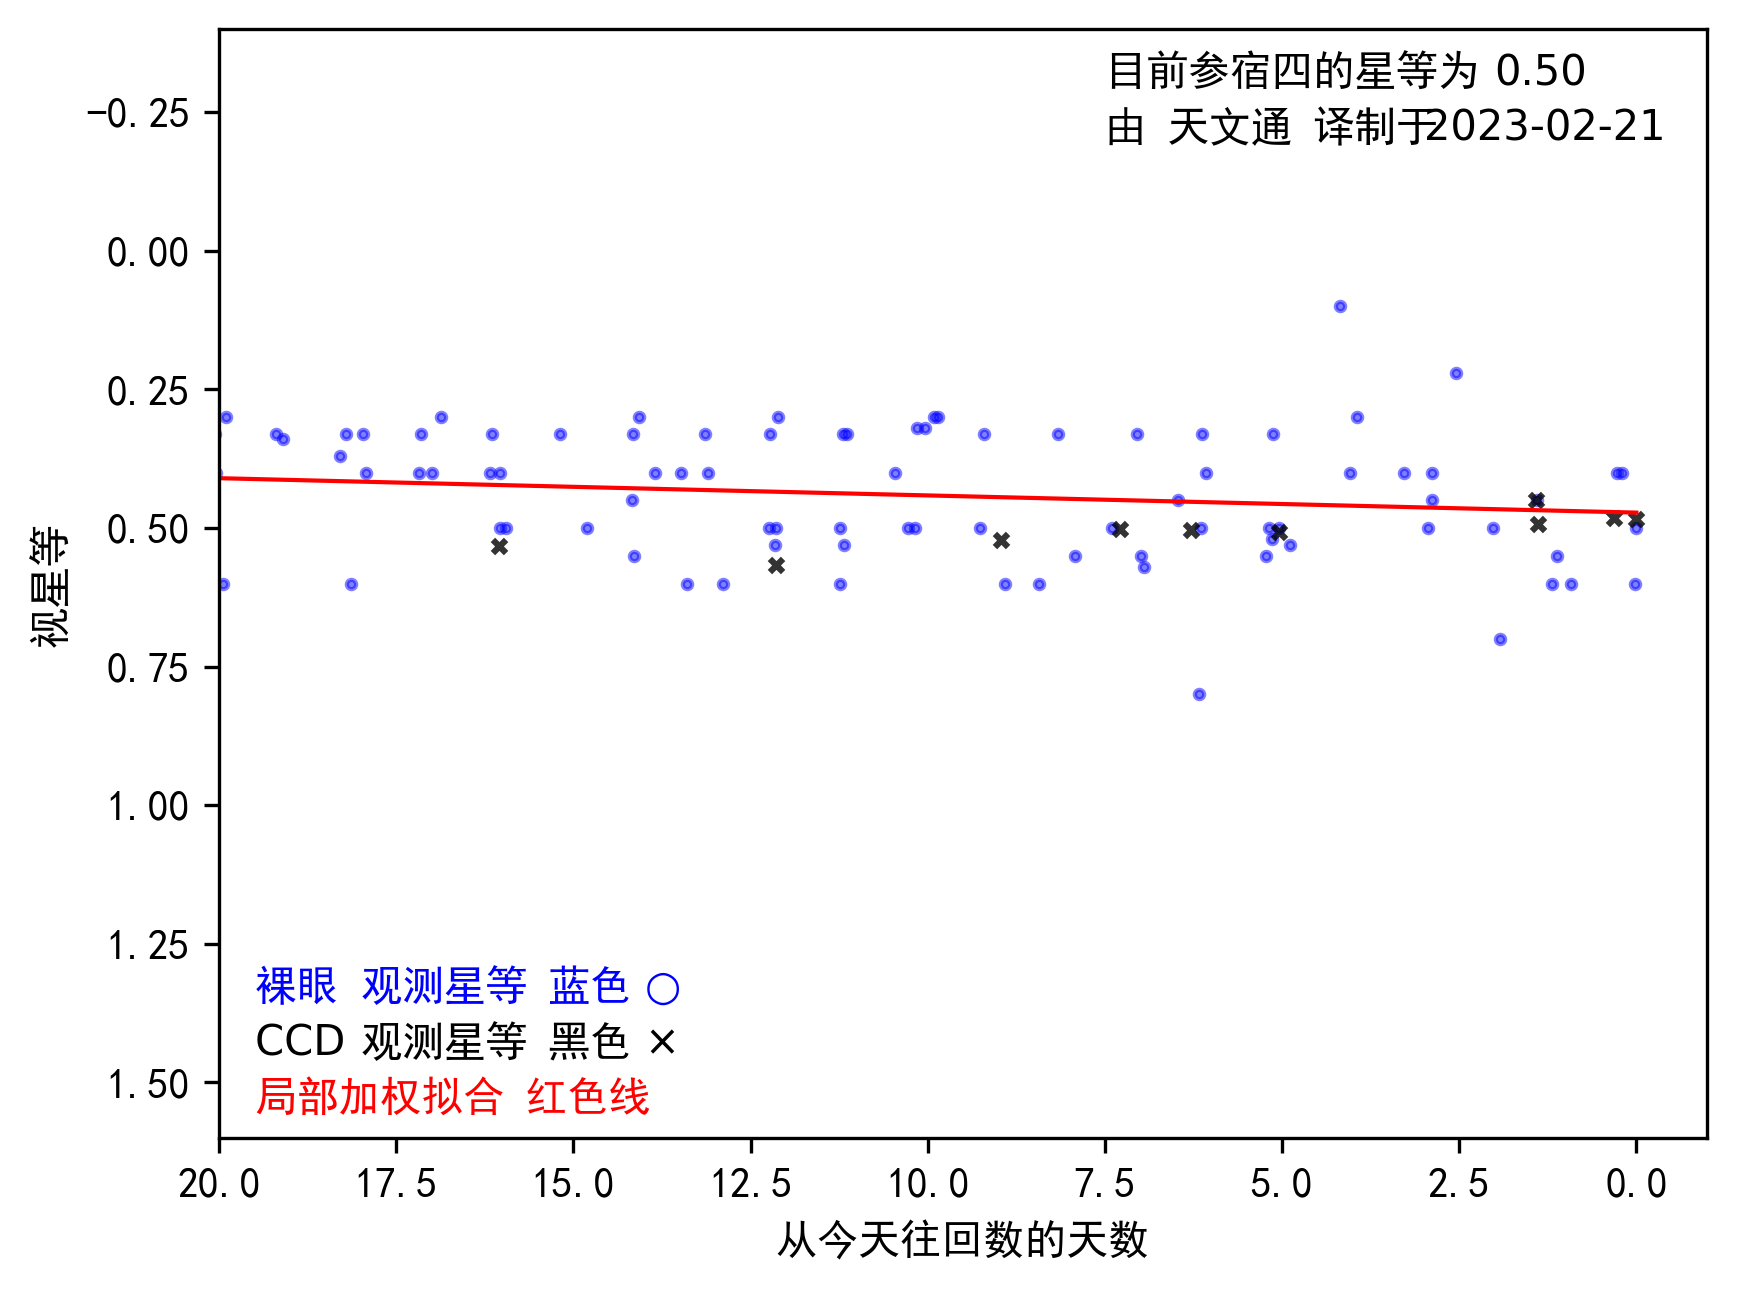 目前参宿四的星等为 0.50
由 天文通 译制于2023-02-21
−0.25
0.00
0.25
0.50
0.75
1.00
1.25
1.50
视星等
裸眼 观测星等 蓝色 ○
CCD 观测星等 黑色 ×
局部加权拟合 红色线
20.0 17.5 15.0 12.5 10.0 7.5 5.0 2.5 0.0
从今天往回数的天数